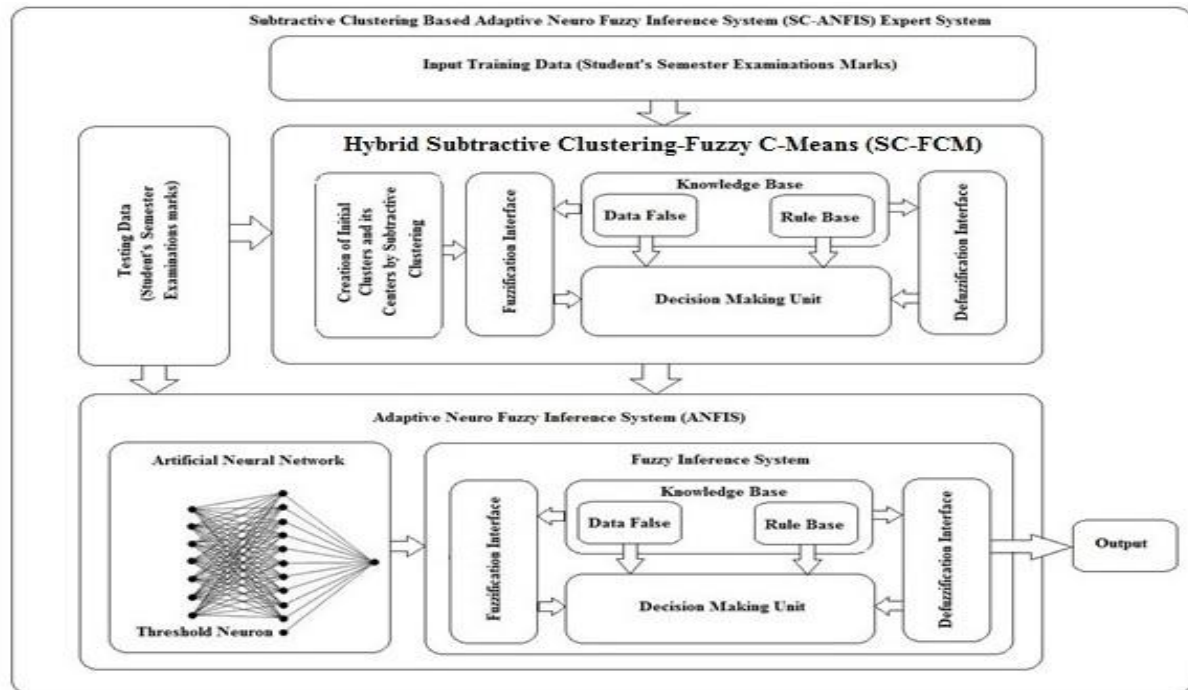 Subtractive Clustering Based Adaptive Neuro Fuzzy Inference System (SC-ANFIS) Expert System
Input Training Data (Student's Semester Examinations Marks)
Testing Data
(Student's Semester
Examinations marks)
Hybrid Subtractive Clustering-Fuzzy C-Means (SC-FCM)
Creation of Initial
Clusters and its
Centers by Subtractive
Clustering
Fuzzification Interface
Knowledge Base
Data False
Rule Base
Decision Making Unit
Defuzzification Interface
Adaptive Neuro Fuzzy Inference System (ANFIS)
Artificial Neural Network
Threshold Neuron
Fuzzy Inference System
Fuzzification Interface
Knowledge Base
Data False
Rule Base
Decision Making Unit
Defuzzification Interface
Output